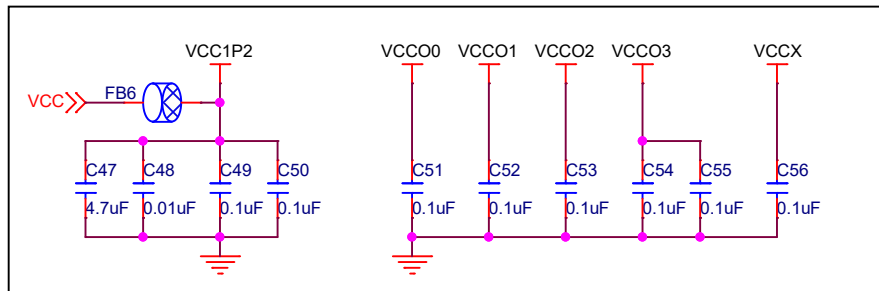 VCC1P2 VCCO0 VCCO1 VCCO2 VCCO3 VCCX
VCC FB6
C47 C48 C49 C50 C51 C52 C53 C54 C55 C56
4.7uF 0.01uF 0.1uF 0.1uF 0.1uF 0.1uF 0.1uF 0.1uF 0.1uF 0.1uF